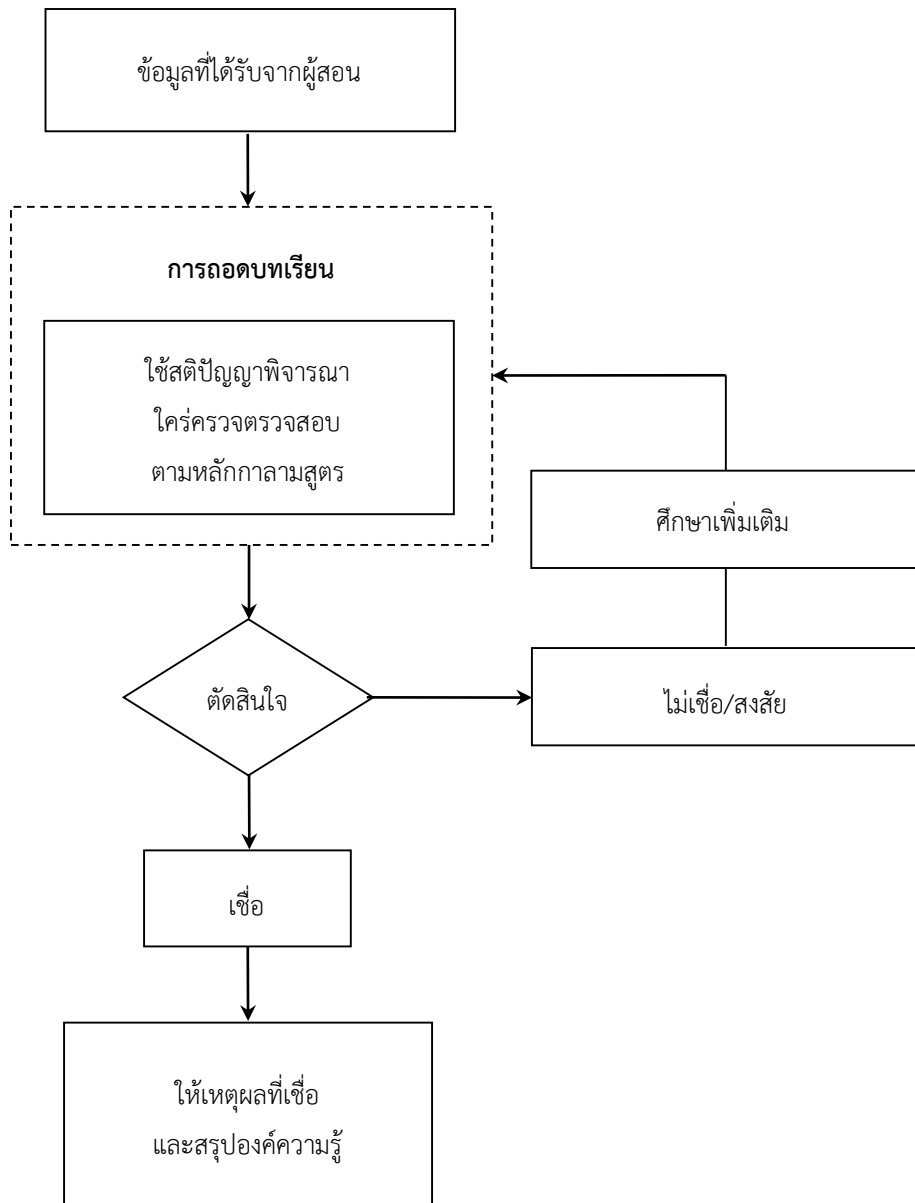 ข้อมูลที่ได้รับจากผู้สอน
การถอดบทเรียน
ใช้สติปัญญาพิจารณา
ใคร่ครวจตรวจสอบ
ตามหลักกาลามสูตร
ศึกษาเพิ่มเติม
ตัดสินใจ
ไม่เชื่อ/สงสัย
เชื่อ
ให้เหตุผลที่เชื่อ
และสรุปองค์ความรู้